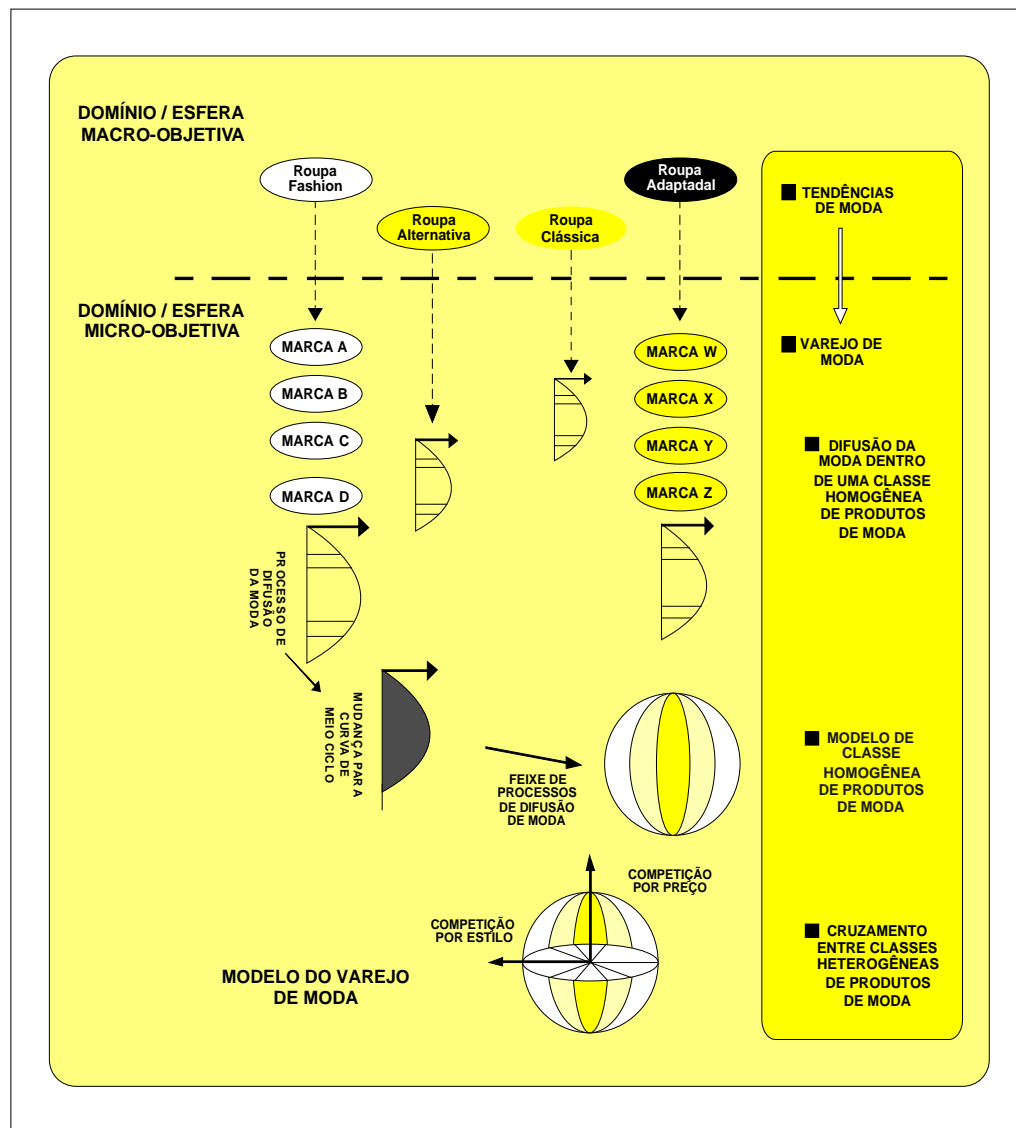 DOMÍNIO / ESFERA
MACRO-OBJETIVA
Roupa
Fashion
Roupa
Alternativa
Roupa
Clássica
Roupa
Adaptadal
TENDÊNCIAS
DE MODA
DOMÍNIO / ESFERA
MICRO-OBJETIVA
MARCA A
MARCA B
MARCA C
MARCA D
MARCA W
MARCA X
MARCA Y
MARCA Z
VAREJO DE
MODA
DIFUSÃO DA
MODA DENTRO
DE UMA CLASSE
HOMOGÊNEA
DE PRODUTOS
DE MODA
PROCESSO DE
DIFUSÃO
DA MODA
MUDANÇA PARA
CURVA DE
MEIO CICLO
FEIXE DE
PROCESSOS
DE DIFUSÃO
DE MODA
MODELO DE
CLASSE
HOMOGÊNEA
DE PRODUTOS
DE MODA
COMPETIÇÃO
POR PREÇO
COMPETIÇÃO
POR ESTILO
MODELO DO VAREJO
DE MODA
CRUZAMENTO
ENTRE CLASSES
HETEROGÊNEAS
DE PRODUTOS
DE MODA